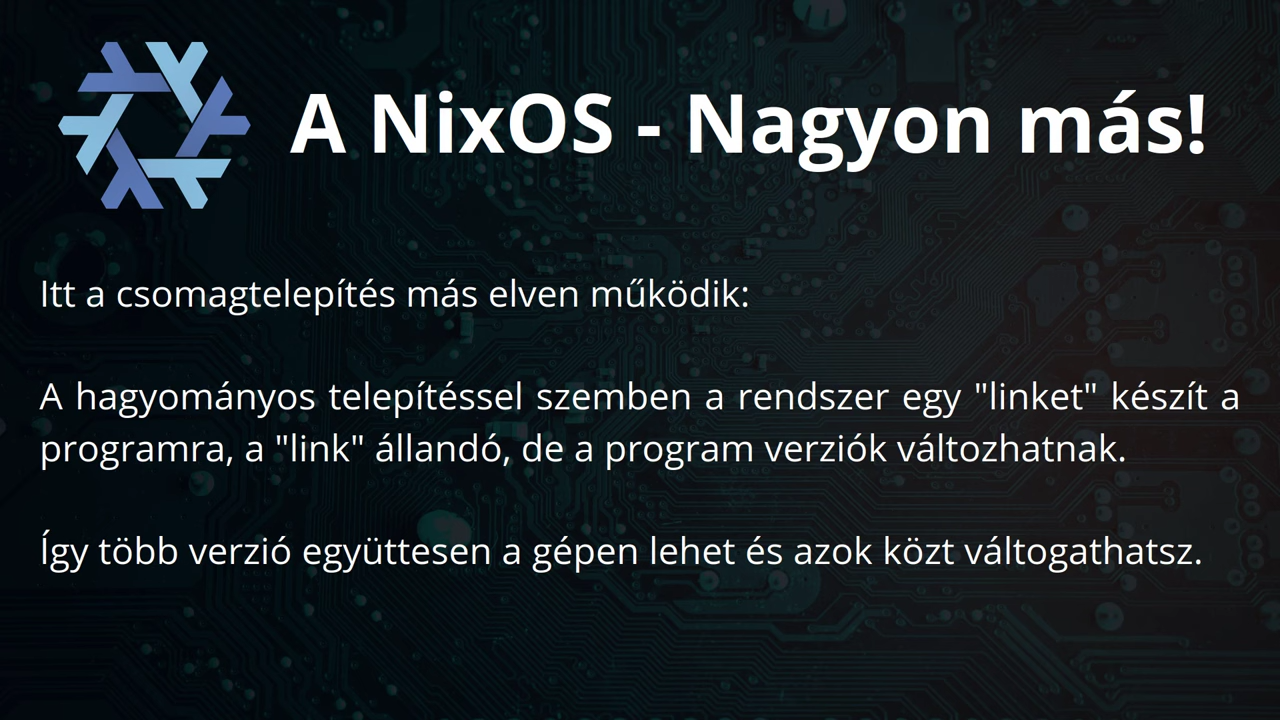 A NixOS - Nagyon más!
Itt a csomagtelepítés más elven működik:
A hagyományos telepítéssel szemben a rendszer egy "linket" készít a
programra, a "link" állandó, de a program verziók változhatnak.
Így több verzió együttesen a gépen lehet és azok közt váltogathatsz.